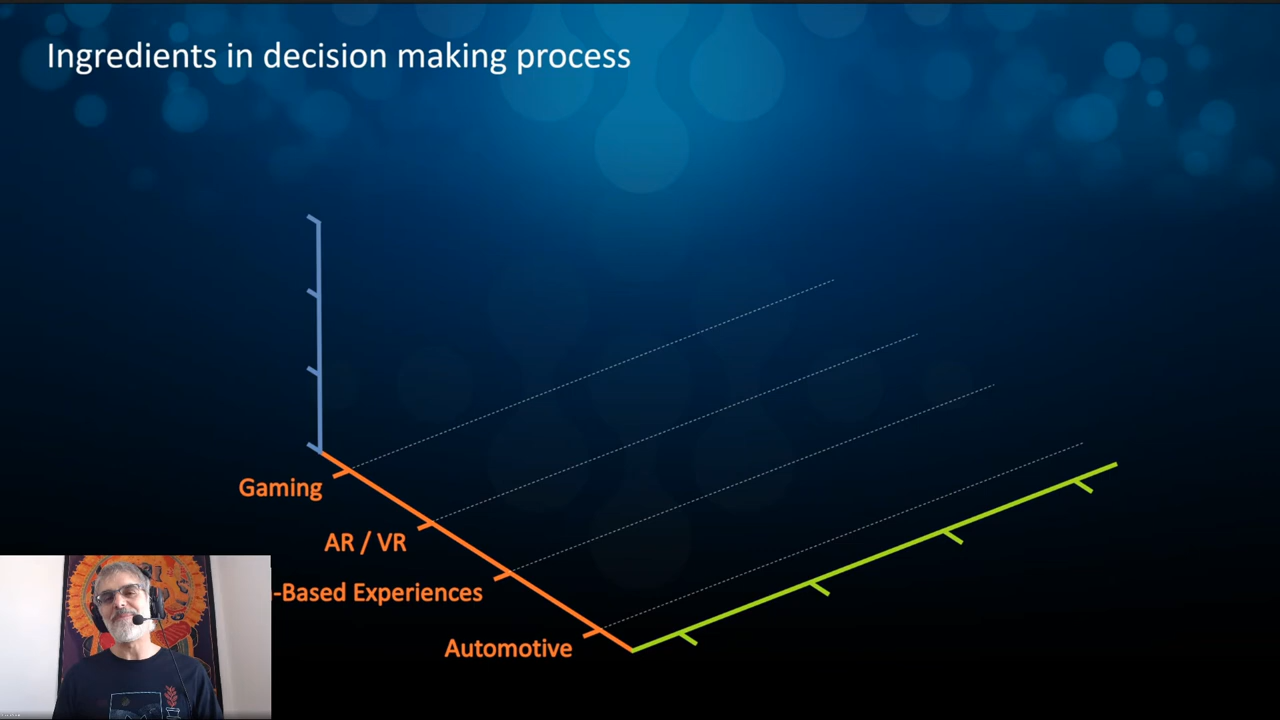 Ingredients in decision making process
Gaming
AR / VR
-Based Experiences
Automotive